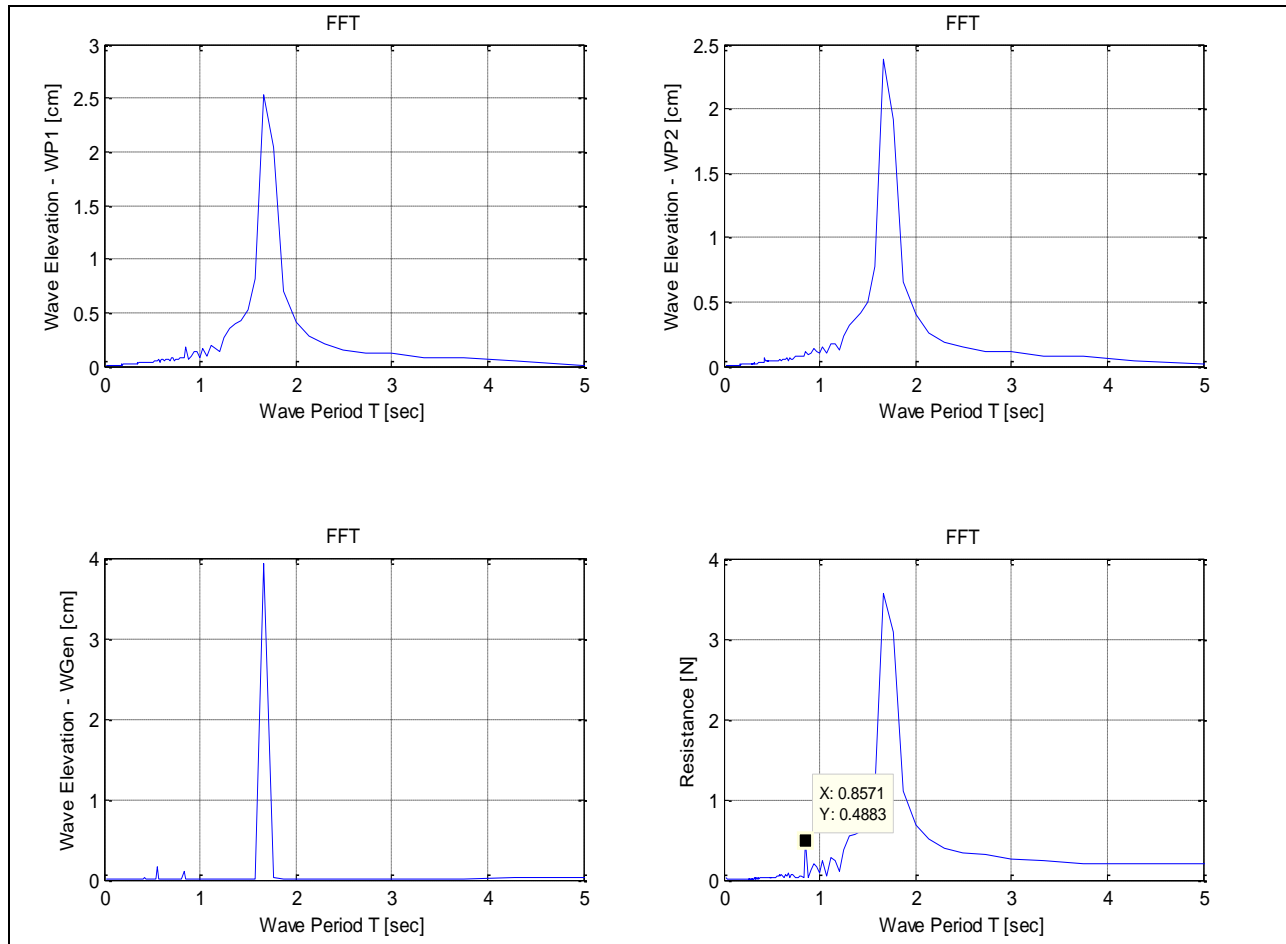 FFT
3
2.5
2
1.5
1
0.5
0
0 1 2 3 4 5
Wave Elevation - WP1 [cm]
Wave Period T [sec]
FFT
2.5
2
1.5
1
0.5
0
0 1 2 3 4 5
Wave Elevation - WP2 [cm]
Wave Period T [sec]
FFT
4
3
2
1
0
0 1 2 3 4 5
Wave Elevation - WGen [cm]
Wave Period T [sec]
FFT
4
3
2
1
0
0 1 2 3 4 5
Resistance [N]
X: 0.8571
Y: 0.4883
Wave Period T [sec]